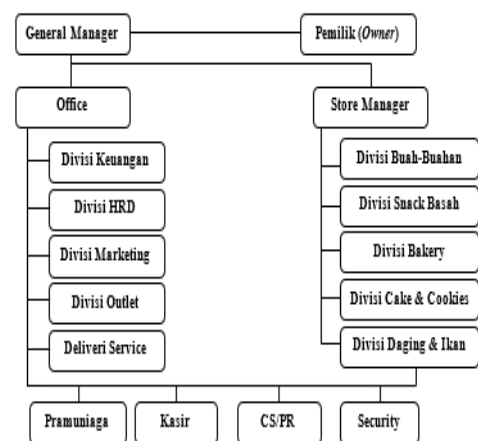 General Manager
Pemilik (Owner)
Office
Store Manager
Divisi Keuangan
Divisi HRD
Divisi Marketing
Divisi Outlet
Deliveri Service
Divisi Buah-Buahan
Divisi Snack Basah
Divisi Bakery
Divisi Cake & Cookies
Divisi Daging & Ikan
Pramuniaga
Kasir
CS/PR
Security